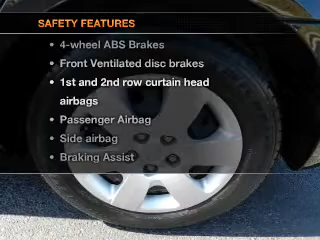 SAFETY FEATURES
• 4-wheel ABS Brakes
• Front Ventilated disc brakes
• 1st and 2nd row curtain head
airbags
• Passenger Airbag
• Side airbag
• Braking Assist